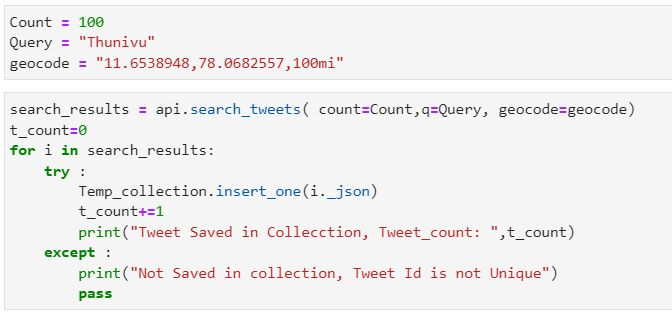 Count = 100
Query = "Thunivu"
geocode = "11.6538948,78.0682557,100mi"
search_results = api.search_tweets( count=Count,q=Query, geocode=geocode)
t_count=0
for i in search_results:
    try :
        Temp_collection.insert_one(i._json)
        t_count+=1
        print("Tweet Saved in Collecction, Tweet_count: ",t_count)
    except :
        print("Not Saved in collection, Tweet Id is not Unique")
        pass